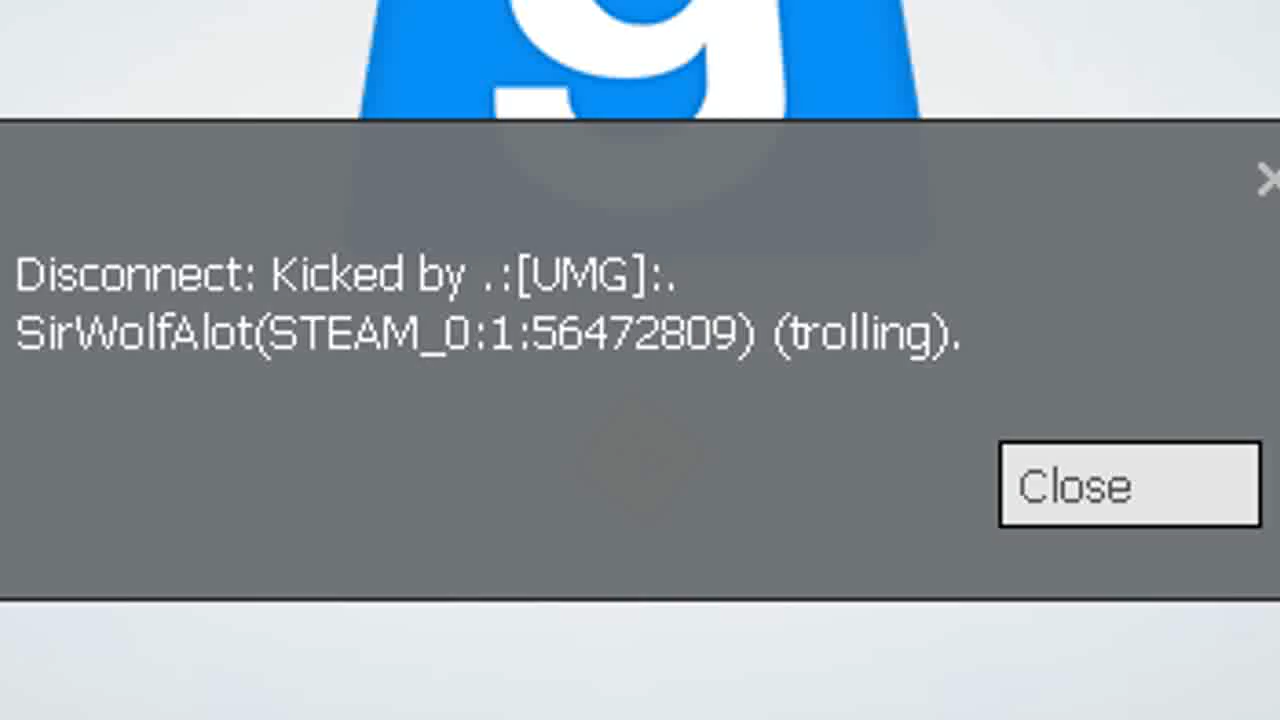 g
Disconnect: Kicked by .:[UMG]:.
SirWolfAlot(STEAM_0:1:56472809) (trolling).
Close